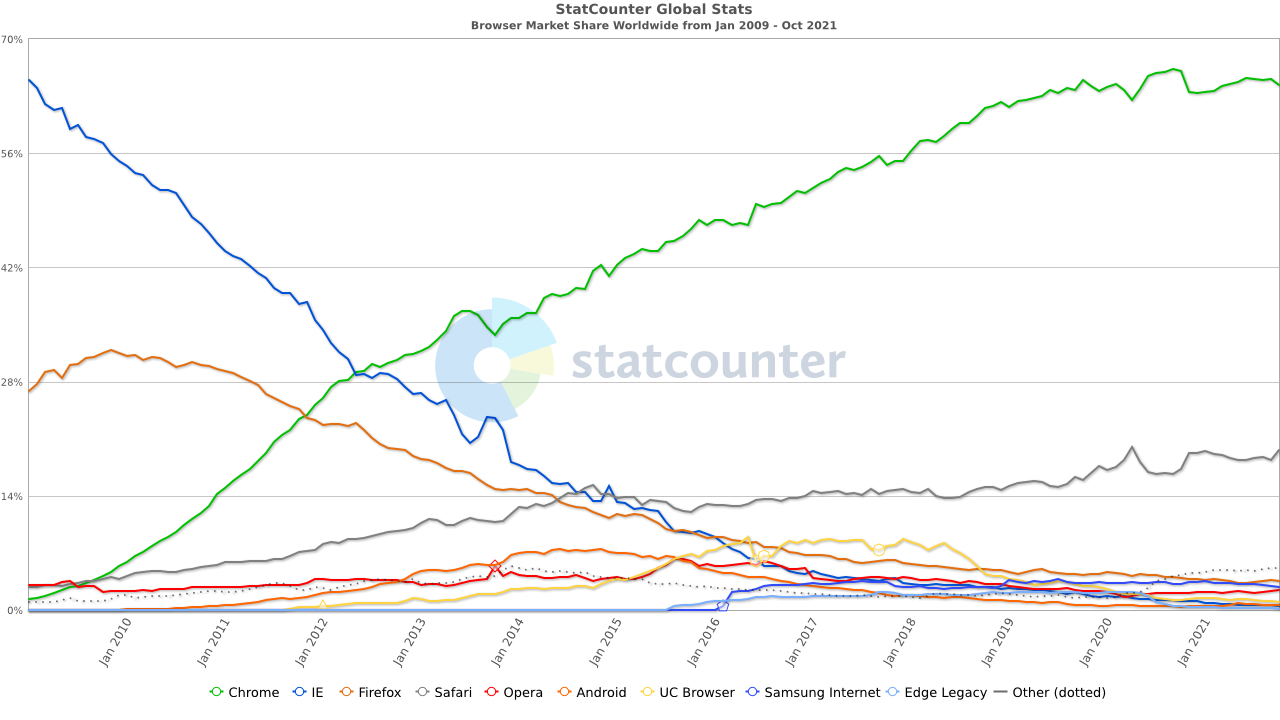 StatCounter Global Stats
Browser Market Share Worldwide from Jan 2009 - Oct 2021
70%
56%
42%
28%
14%
0%
statcounter
Jan 2010
Jan 2011
Jan 2012
Jan 2013
Jan 2014
Jan 2015
Jan 2016
Jan 2017
Jan 2018
Jan 2019
Jan 2020
Jan 2021
Chrome IE Firefox Safari Opera Android UC Browser Samsung Internet Edge Legacy Other (dotted)